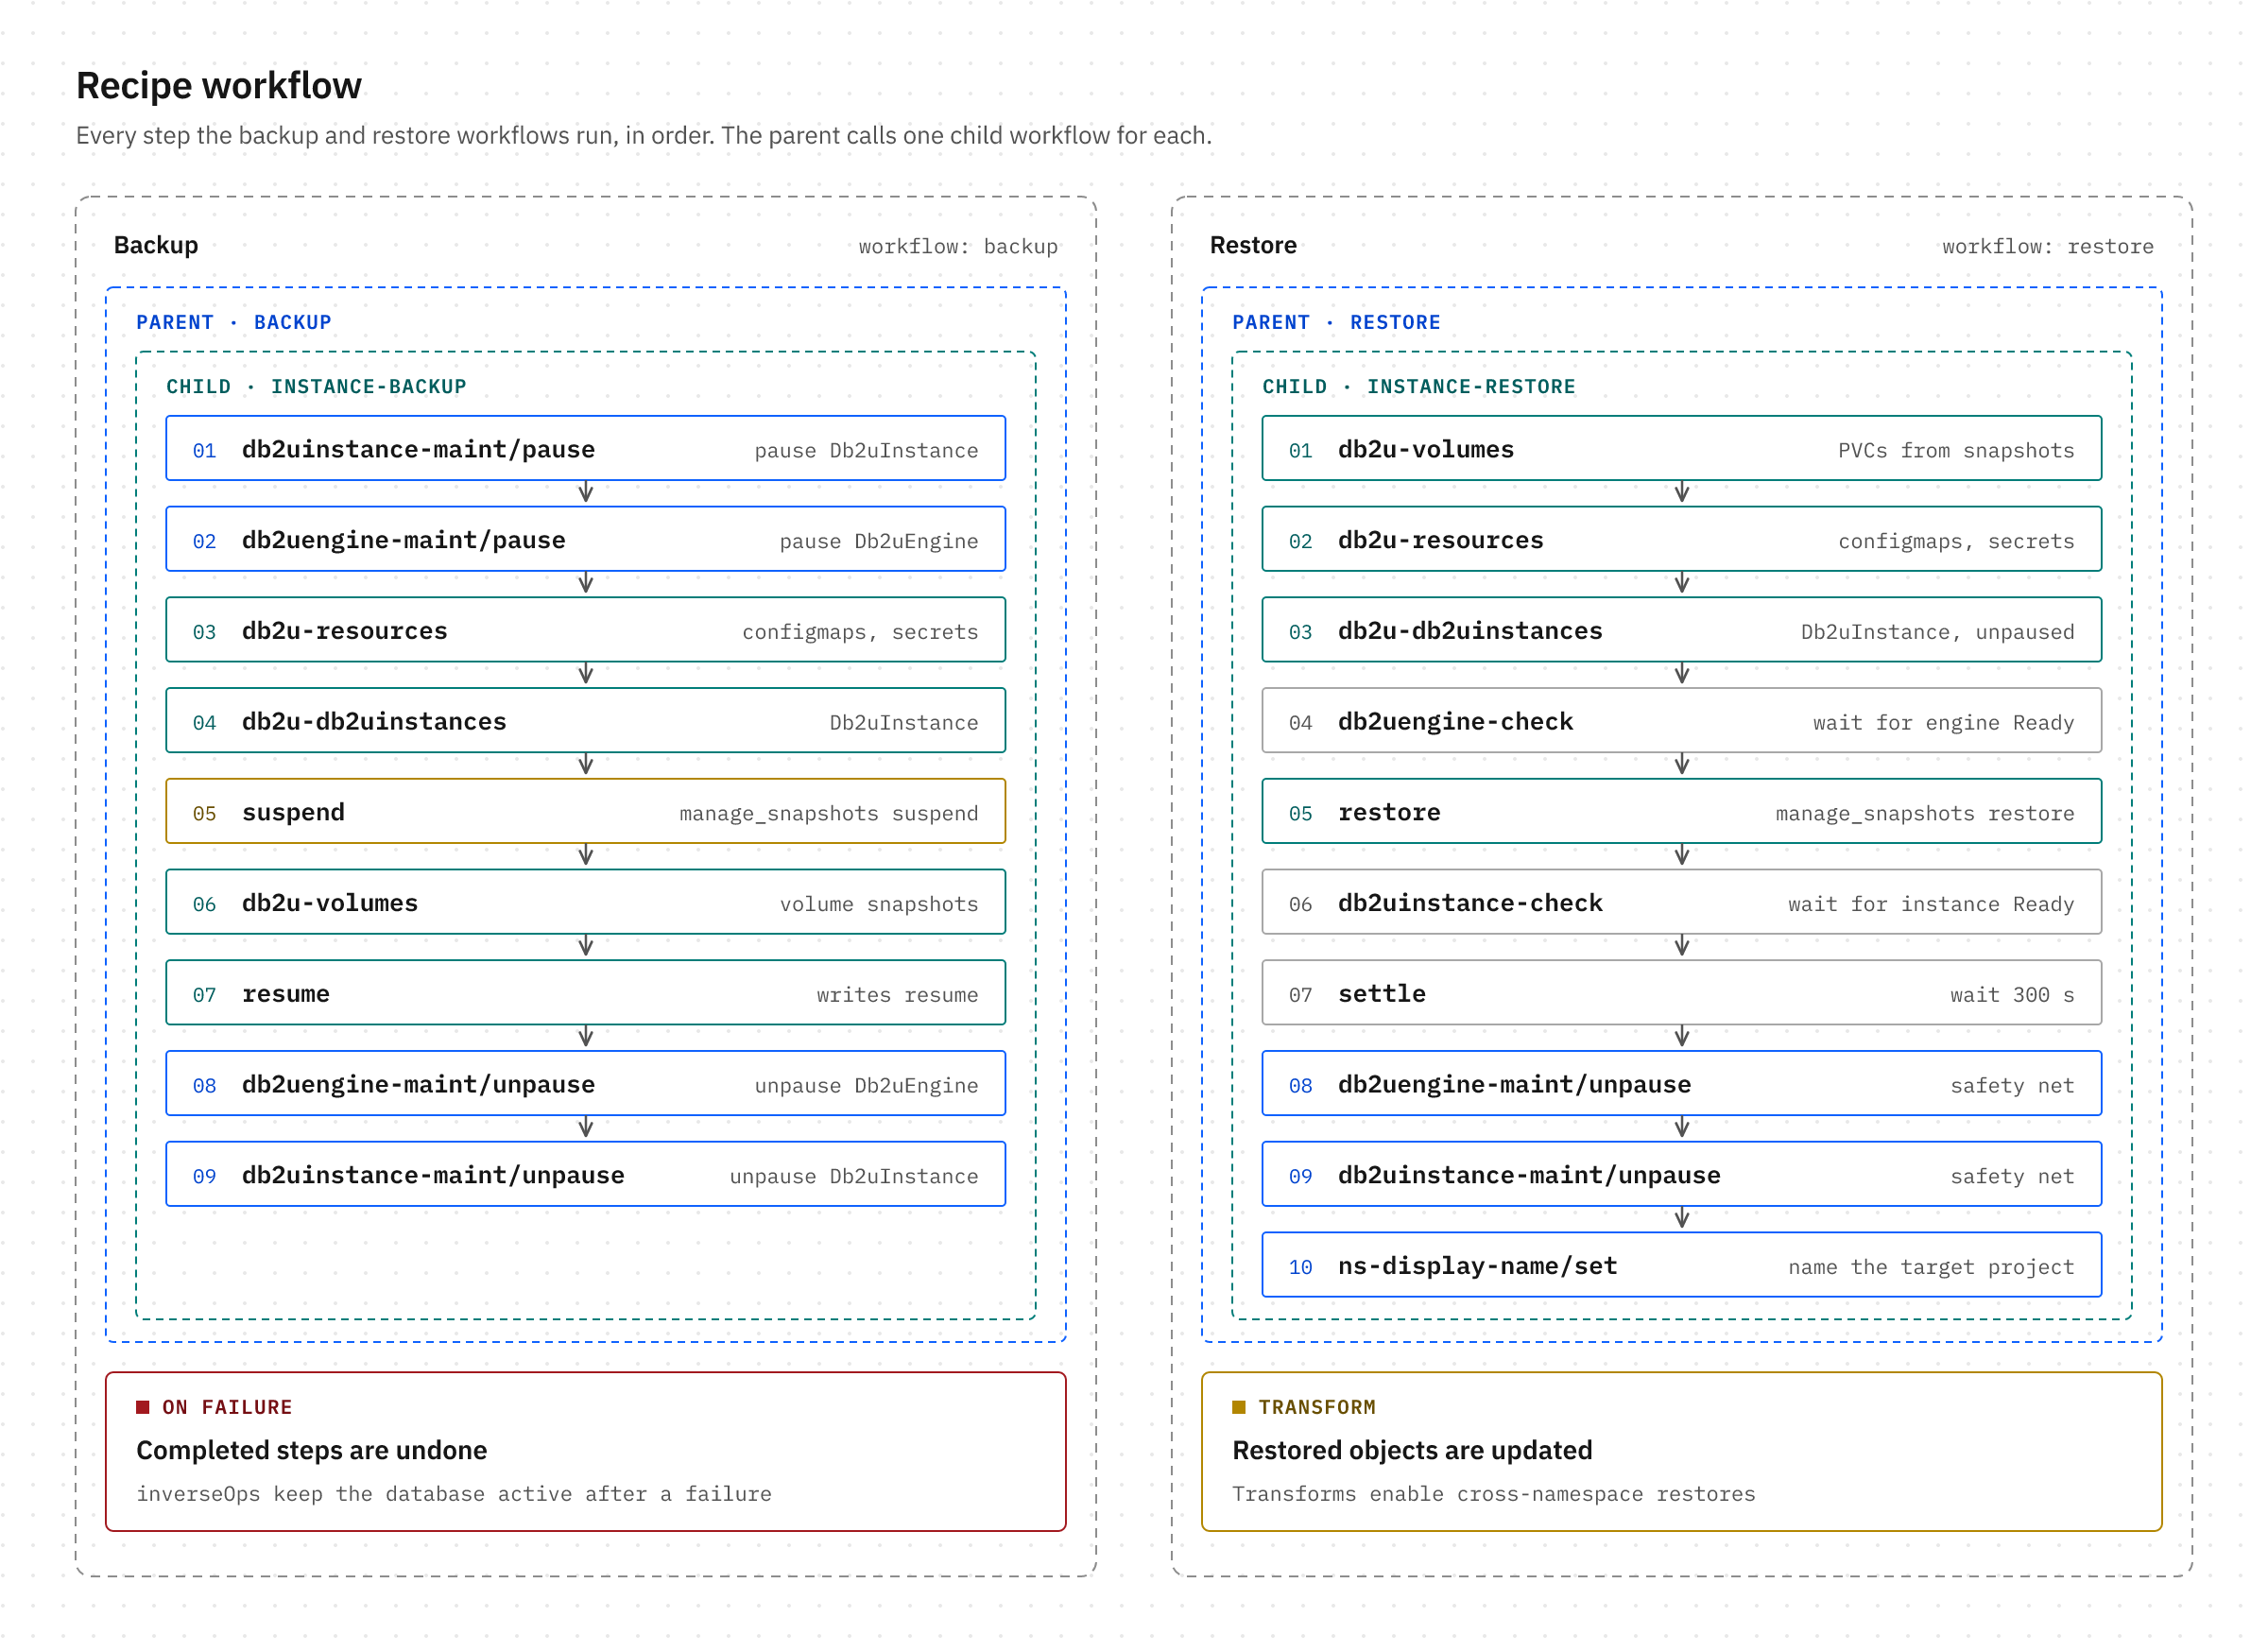 Recipe workflow
Every step the backup and restore workflows run, in order. The parent calls one child workflow for each.
Backup
workflow: backup
PARENT · BACKUP
CHILD · INSTANCE-BACKUP
01 db2uinstance-maint/pause pause Db2uInstance
02 db2uengine-maint/pause pause Db2uEngine
03 db2u-resources configmaps, secrets
04 db2u-db2uinstances Db2uInstance
05 suspend manage_snapshots suspend
06 db2u-volumes volume snapshots
07 resume writes resume
08 db2uengine-maint/unpause unpause Db2uEngine
09 db2uinstance-maint/unpause unpause Db2uInstance
ON FAILURE
Completed steps are undone
inverseOps keep the database active after a failure
Restore
workflow: restore
PARENT · RESTORE
CHILD · INSTANCE-RESTORE
01 db2u-volumes PVCs from snapshots
02 db2u-resources configmaps, secrets
03 db2u-db2uinstances Db2uInstance, unpaused
04 db2uengine-check wait for engine Ready
05 restore manage_snapshots restore
06 db2uinstance-check wait for instance Ready
07 settle wait 300 s
08 db2uengine-maint/unpause safety net
09 db2uinstance-maint/unpause safety net
10 ns-display-name/set name the target project
TRANSFORM
Restored objects are updated
Transforms enable cross-namespace restores